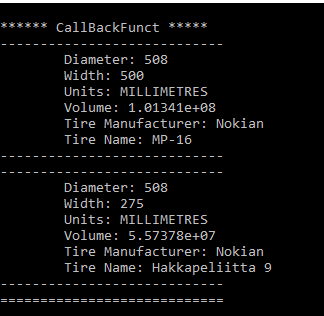 ****** CallBackFunct *****
----------------------------
Diameter: 508
Width: 500
Units: MILLIMETRES
Volume: 1.01341e+08
Tire Manufacturer: Nokian
Tire Name: MP-16
----------------------------
----------------------------
Diameter: 508
Width: 275
Units: MILLIMETRES
Volume: 5.57378e+07
Tire Manufacturer: Nokian
Tire Name: Hakkapeliitta 9
----------------------------
============================